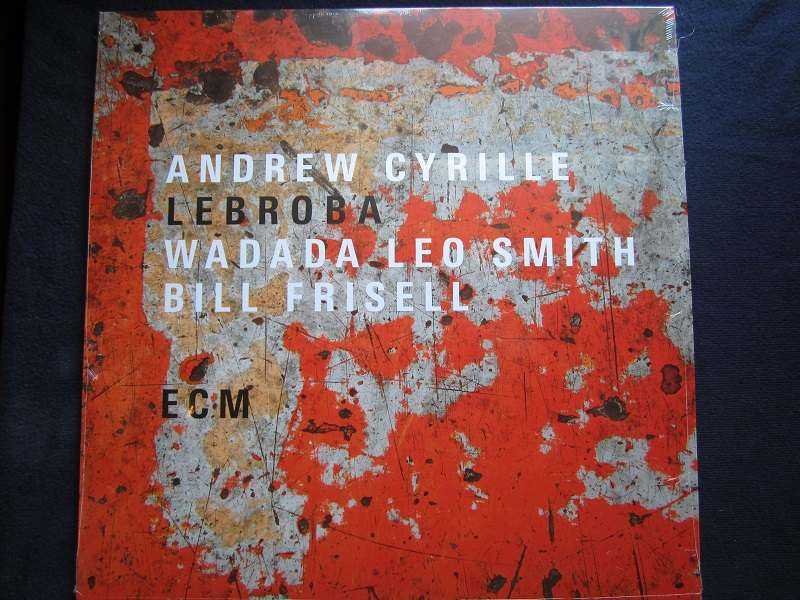 ANDREW CYRILLE
LEBROBA
WADADA LEO SMITH
BILL FRISELL
ECM